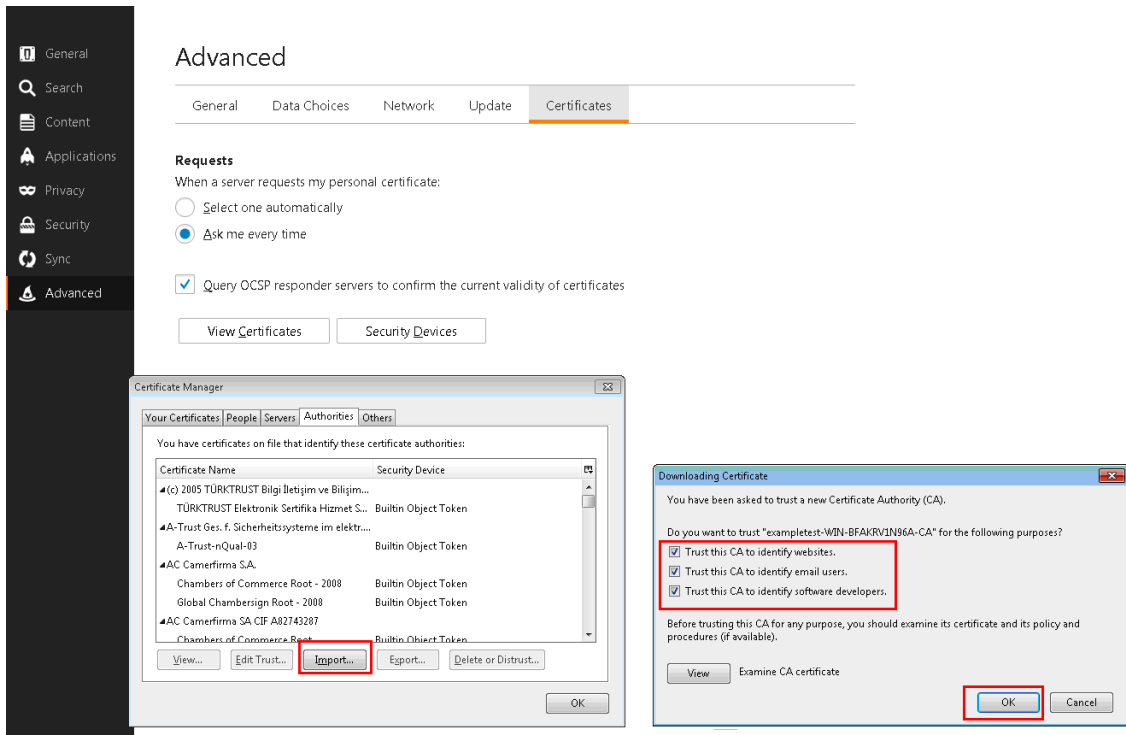 General
Search
Content
Applications
Privacy
Security
Sync
Advanced
Advanced
General Data Choices Network Update Certificates
Requests
When a server requests my personal certificate:
Select one automatically
Ask me every time
Query OCSP responder servers to confirm the current validity of certificates
View Certificates Security Devices
Certificate Manager
Your Certificates People Servers Authorities Others
You have certificates on file that identify these certificate authorities:
Certificate Name Security Device
(c) 2005 TÜRKTRUST Bilgi İletişim ve Bilişim...
TÜRKTRUST Elektronik Sertifika Hizmet S... Builtin Object Token
A-Trust Ges. f. Sicherheitssysteme im elektr....
A-Trust-nQual-03 Builtin Object Token
AC Camerfirma S.A.
Chambers of Commerce Root - 2008 Builtin Object Token
Global Chambersign Root - 2008 Builtin Object Token
AC Camerfirma SA CIF A82743287
Chambers of Commerce Root Builtin Object Token
View... Edit Trust... Import... Export... Delete or Distrust...
OK
Downloading Certificate
You have been asked to trust a new Certificate Authority (CA).
Do you want to trust "exampletest-WIN-BFAKRV1N96A-CA" for the following purposes?
Trust this CA to identify websites.
Trust this CA to identify email users.
Trust this CA to identify software developers.
Before trusting this CA for any purpose, you should examine its certificate and its policy and
procedures (if available).
View Examine CA certificate
OK Cancel